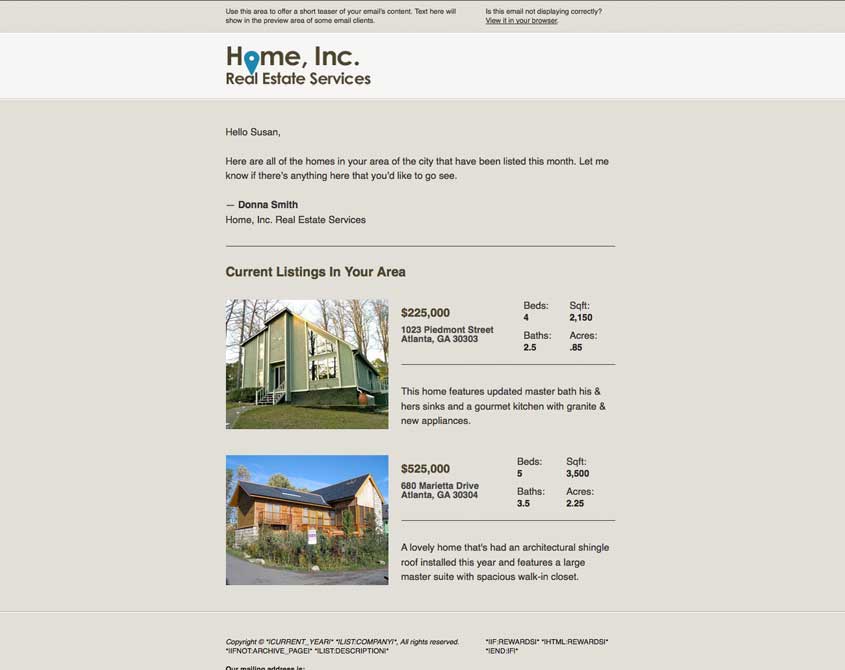 Use this area to offer a short teaser of your email's content. Text here will
show in the preview area of some email clients.
Is this email not displaying correctly?
View it in your browser.
Home, Inc.
Real Estate Services
Hello Susan,
Here are all of the homes in your area of the city that have been listed this month. Let me
know if there's anything here that you'd like to go see.
— Donna Smith
Home, Inc. Real Estate Services
Current Listings In Your Area
$225,000
1023 Piedmont Street
Atlanta, GA 30303
Beds: Sqft:
4 2,150
Baths: Acres:
2.5 .85
This home features updated master bath his &
hers sinks and a gourmet kitchen with granite &
new appliances.
$525,000
680 Marietta Drive
Atlanta, GA 30304
Beds: Sqft:
5 3,500
Baths: Acres:
3.5 2.25
A lovely home that's had an architectural shingle
roof installed this year and features a large
master suite with spacious walk-in closet.
Copyright © *|CURRENT_YEAR|* *|LIST:COMPANY|*, All rights reserved.
*|IFNOT:ARCHIVE_PAGE|* *|LIST:DESCRIPTION|*
*|IF:REWARDS|* *|HTML:REWARDS|*
*|END:IF|*
Our mailing address is: